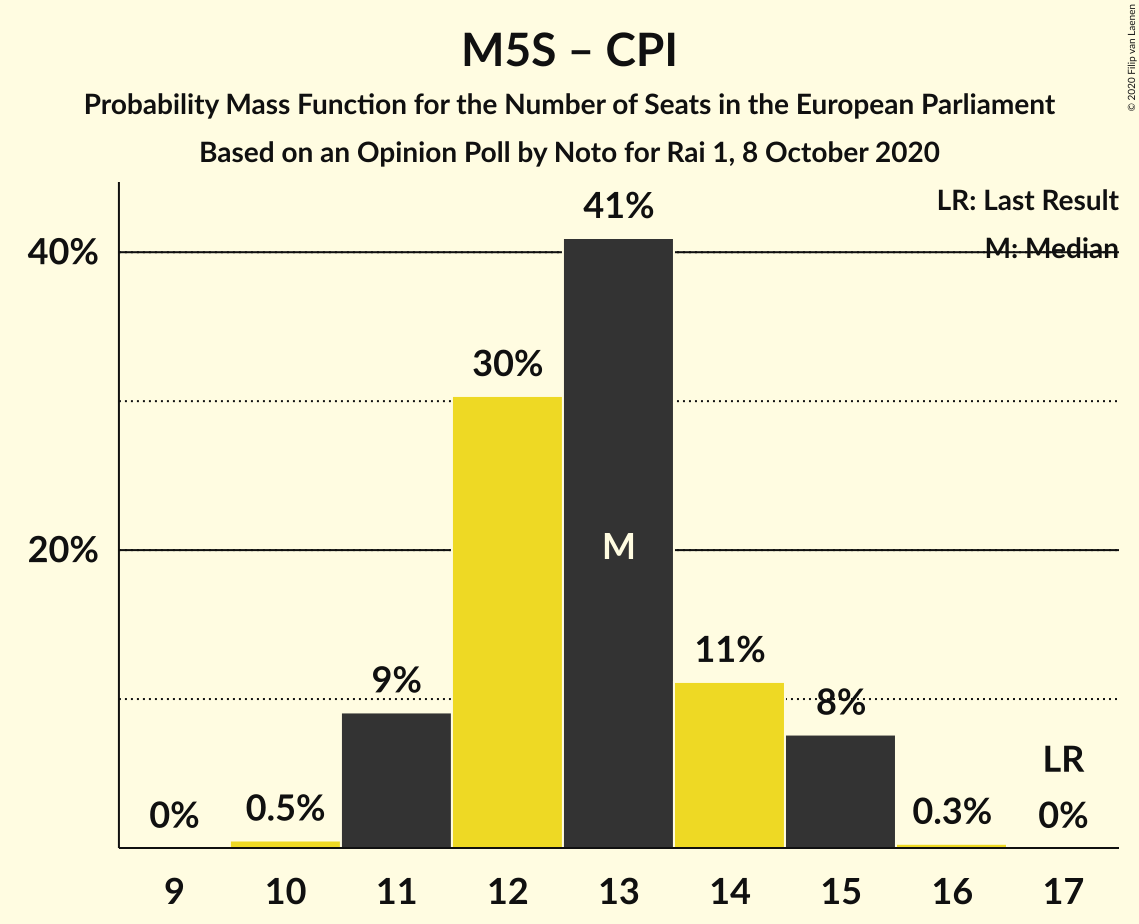 M5S – CPI
Probability Mass Function for the Number of Seats in the European Parliament
Based on an Opinion Poll by Noto for Rai 1, 8 October 2020
© 2020 Filip van Laenen
LR: Last Result
M: Median
40%
20%
0%
0.5%
9%
30%
41%
M
11%
8%
0.3%
LR
0%
9 10 11 12 13 14 15 16 17